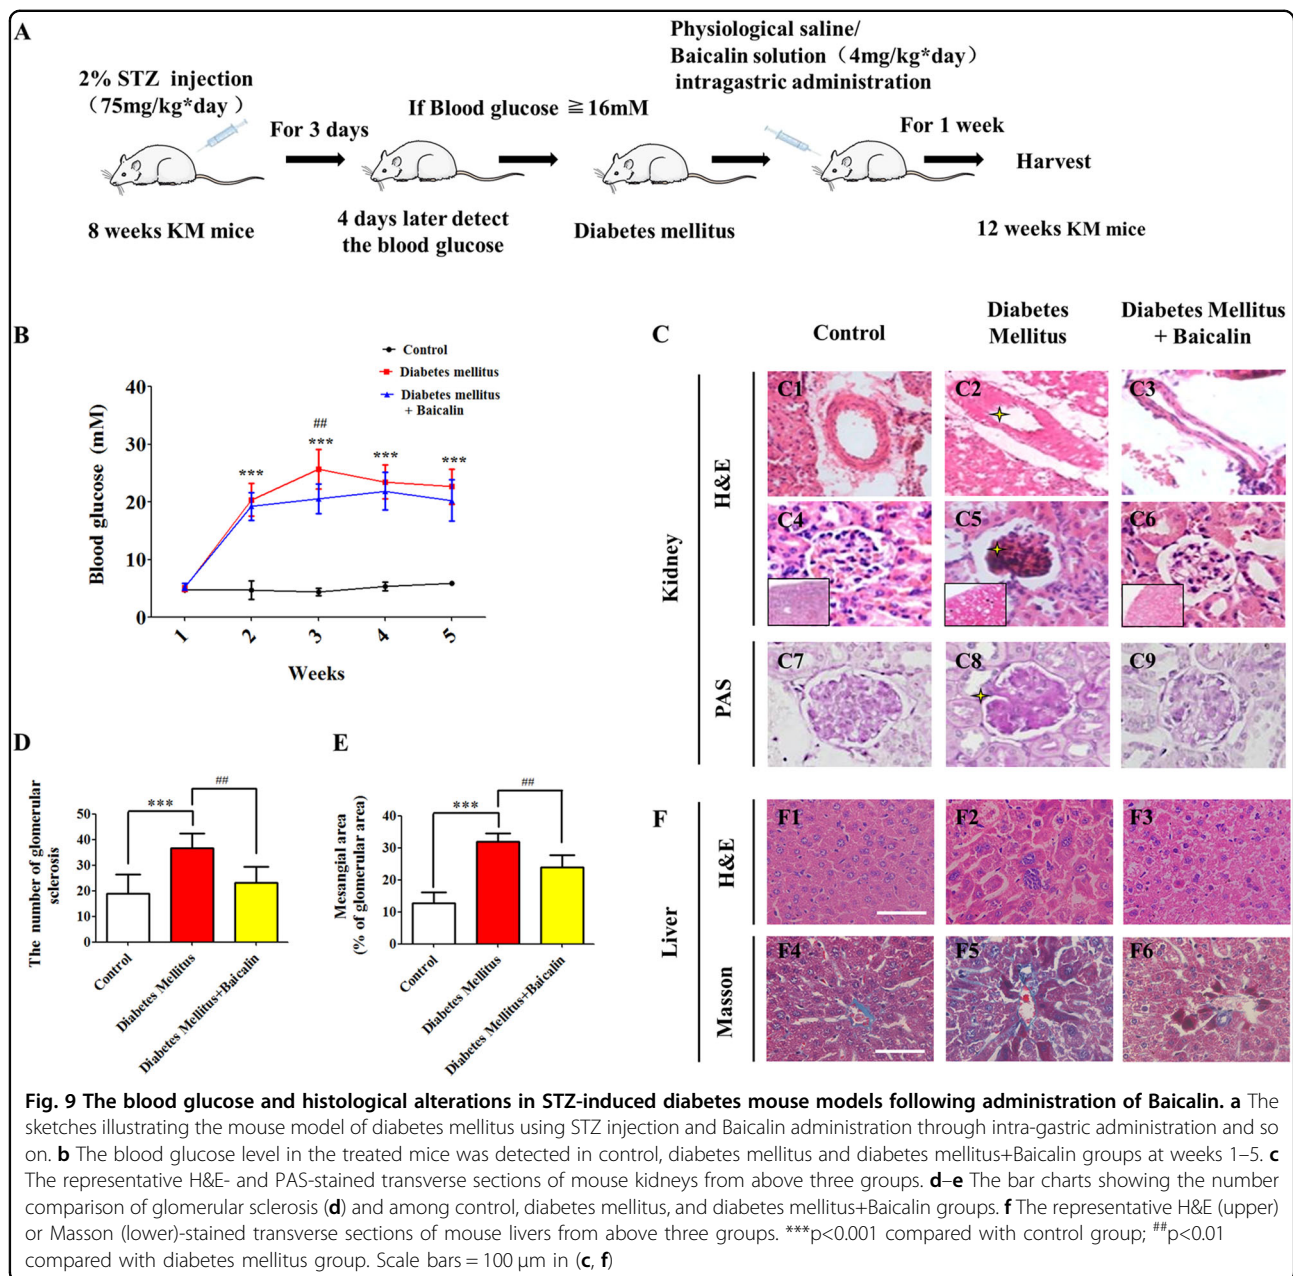 A
2% STZ injection
(75mg/kg*day)
For 3 days
If Blood glucose ≧16mM
Physiological saline/
Baicalin solution (4mg/kg*day)
intragastric administration
For 1 week
Harvest
8 weeks KM mice
4 days later detect
the blood glucose
Diabetes mellitus
12 weeks KM mice
B
Control
Diabetes mellitus
Diabetes mellitus
+ Baicalin
Blood glucose (mM)
40
30
20
10
0
***
##
***
***
***
1
2
3
4
5
Weeks
C
Control
Diabetes
Mellitus
Diabetes Mellitus
+ Baicalin
Kidney
H&E
C1
C2
C3
C4
C5
C6
PAS
C7
C8
C9
D
The number of glomerular
sclerosis
50
40
30
20
10
0
***
##
Control
Diabetes Mellitus
Diabetes Mellitus+Baicalin
E
Mesangial area
(% of glomerular area)
40
30
20
10
0
***
##
Control
Diabetes Mellitus
Diabetes Mellitus+Baicalin
F
Liver
H&E
F1
F2
F3
Masson
F4
F5
F6
Fig. 9 The blood glucose and histological alterations in STZ-induced diabetes mouse models following administration of Baicalin. a The
sketches illustrating the mouse model of diabetes mellitus using STZ injection and Baicalin administration through intra-gastric administration and so
on. b The blood glucose level in the treated mice was detected in control, diabetes mellitus and diabetes mellitus+Baicalin groups at weeks 1–5. c
The representative H&E- and PAS-stained transverse sections of mouse kidneys from above three groups. d–e The bar charts showing the number
comparison of glomerular sclerosis (d) and among control, diabetes mellitus, and diabetes mellitus+Baicalin groups. f The representative H&E (upper)
or Masson (lower)-stained transverse sections of mouse livers from above three groups. ***p<0.001 compared with control group; ##p<0.01
compared with diabetes mellitus group. Scale bars = 100 µm in (c, f)